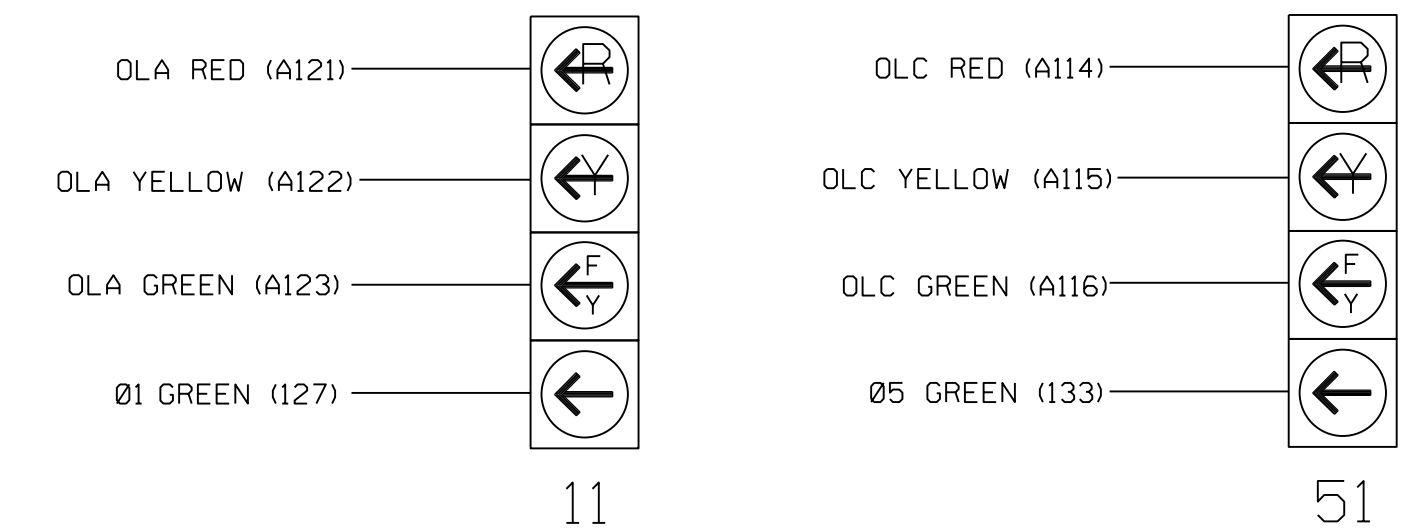 OLA RED (A121)
R
OLA YELLOW (A122)
Y
OLA GREEN (A123)
F
Y
Ø1 GREEN (127)
11
OLC RED (A114)
R
OLC YELLOW (A115)
Y
OLC GREEN (A116)
F
Y
Ø5 GREEN (133)
51